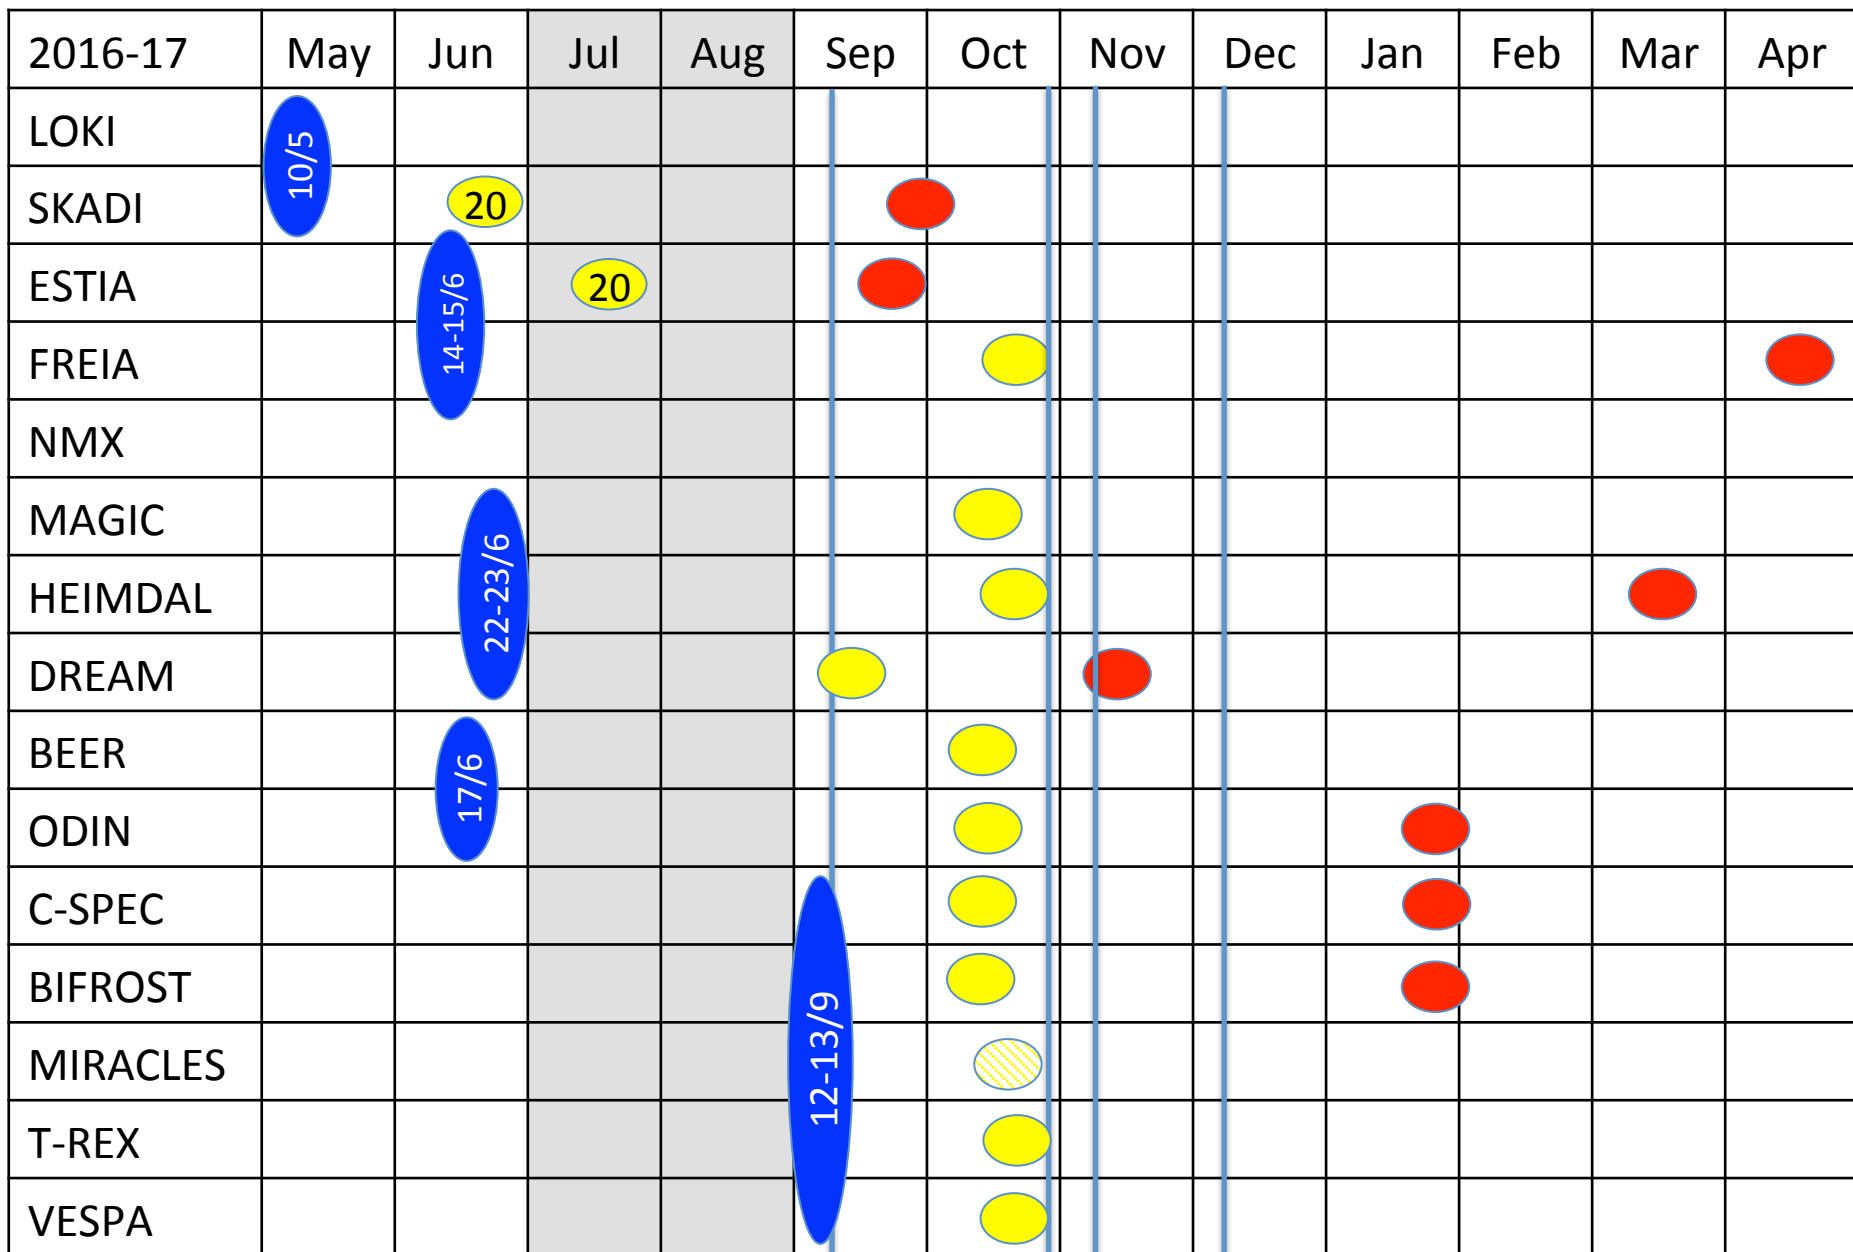 2016-17 May Jun Jul Aug Sep Oct Nov Dec Jan Feb Mar Apr
LOKI
10/5
SKADI 20
ESTIA 20
14-15/6
FREIA
NMX
MAGIC
HEIMDAL
22-23/6
DREAM
BEER
17/6
ODIN
C-SPEC
BIFROST
MIRACLES
12-13/9
T-REX
VESPA